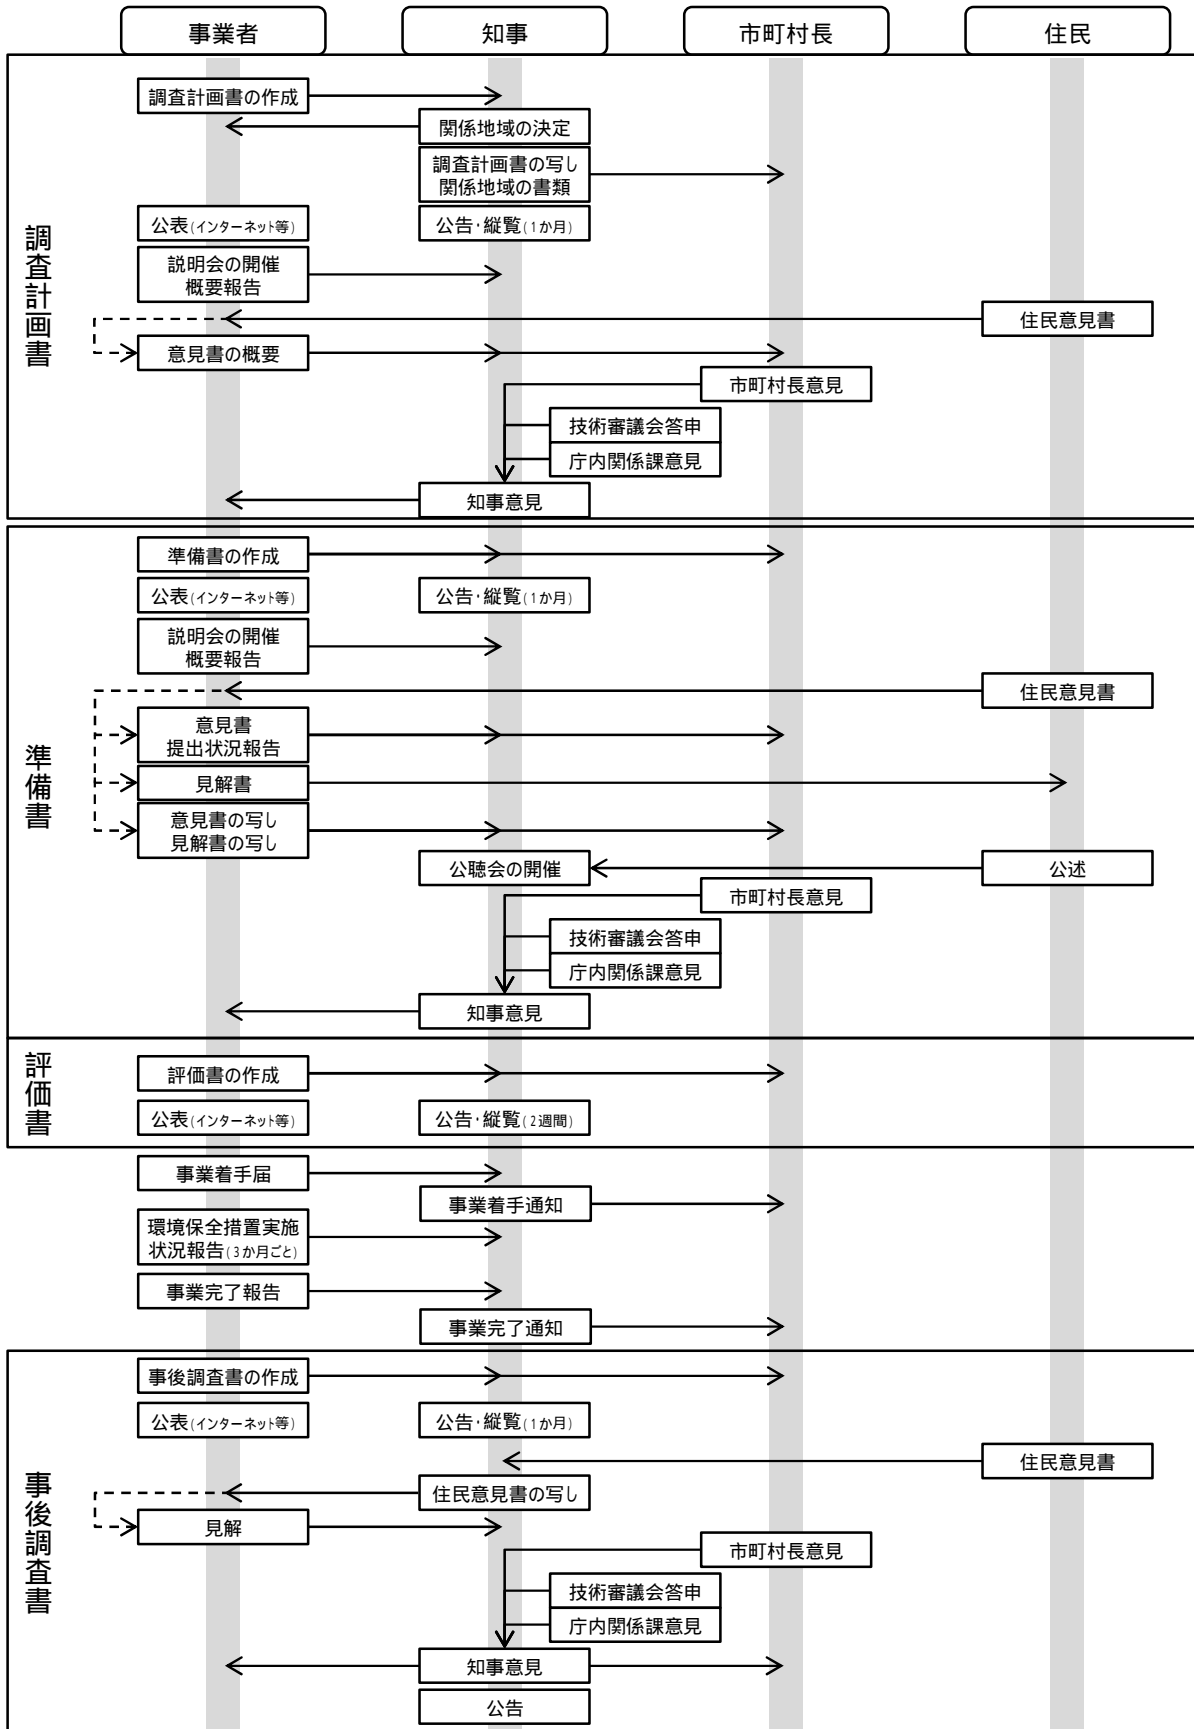 事業者
知事
市町村長
住民
調査計画書
調査計画書の作成
関係地域の決定
調査計画書の写し
関係地域の書類
公表(インターネット等)
公告・縦覧(1か月)
説明会の開催
概要報告
住民意見書
意見書の概要
市町村長意見
技術審議会答申
庁内関係課意見
知事意見
準備書
準備書の作成
公表(インターネット等)
公告・縦覧(1か月)
説明会の開催
概要報告
住民意見書
意見書
提出状況報告
見解書
意見書の写し
見解書の写し
公聴会の開催
公述
市町村長意見
技術審議会答申
庁内関係課意見
知事意見
評価書
評価書の作成
公表(インターネット等)
公告・縦覧(2週間)
事業着手届
事業着手通知
環境保全措置実施
状況報告(3か月ごと)
事業完了報告
事業完了通知
事後調査書
事後調査書の作成
公表(インターネット等)
公告・縦覧(1か月)
住民意見書
住民意見書の写し
見解
市町村長意見
技術審議会答申
庁内関係課意見
知事意見
公告